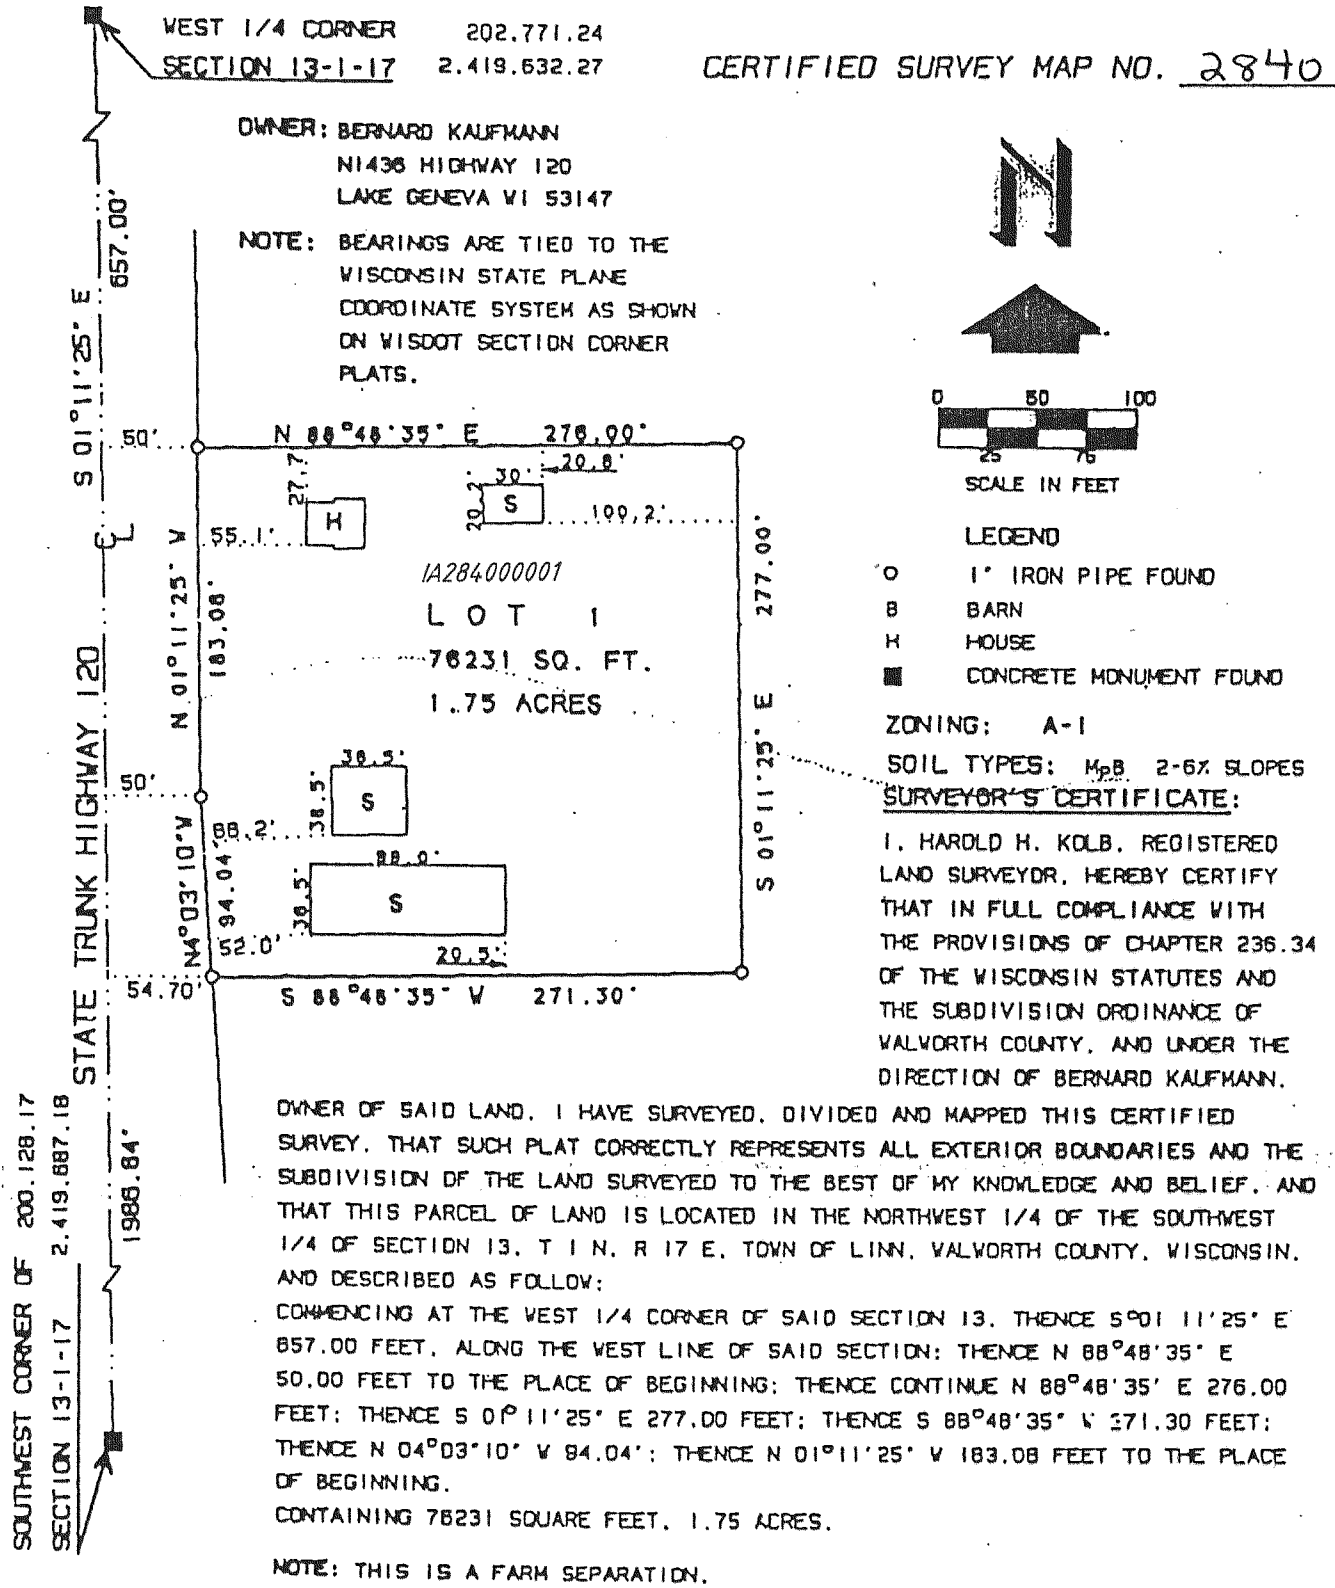 WEST 1/4 CORNER 202.771.24
SECTION 13-1-17 2.419.632.27
CERTIFIED SURVEY MAP NO. 2840
OWNER: BERNARD KAUFMANN
N1436 HIGHWAY 120
LAKE GENEVA WI 53147
NOTE: BEARINGS ARE TIED TO THE
WISCONSIN STATE PLANE
COORDINATE SYSTEM AS SHOWN
ON WISDOT SECTION CORNER
PLATS.
N
0 50 100
25 75
SCALE IN FEET
LEGEND
O 1" IRON PIPE FOUND
B BARN
H HOUSE
■ CONCRETE MONUMENT FOUND
ZONING: A-1
SOIL TYPES: MpB 2-6% SLOPES
S 01°11'25" E 657.00'
50'
N 88°48'35" E 276.00'
27.7'
H
55.1'
30'
20.8'
20.2'
S
100.2'
CL
N 01°11'25" W
183.08'
277.00'
S 01°11'25" E
1A284000001
LOT 1
76231 SQ. FT.
1.75 ACRES
50'
38.5'
38.5'
S
68.2'
88.0'
36.5'
S
52.0'
20.5'
N4°03'10"W
94.04'
54.70'
S 88°48'35" W 271.30'
STATE TRUNK HIGHWAY 120
1986.84'
SOUTHWEST CORNER OF 200.128.17
SECTION 13-1-17 2.419.687.18
SURVEYOR'S CERTIFICATE:
I. HAROLD H. KOLB. REGISTERED
LAND SURVEYOR. HEREBY CERTIFY
THAT IN FULL COMPLIANCE WITH
THE PROVISIONS OF CHAPTER 236.34
OF THE WISCONSIN STATUTES AND
THE SUBDIVISION ORDINANCE OF
WALWORTH COUNTY. AND UNDER THE
DIRECTION OF BERNARD KAUFMANN.
OWNER OF SAID LAND. I HAVE SURVEYED. DIVIDED AND MAPPED THIS CERTIFIED
SURVEY. THAT SUCH PLAT CORRECTLY REPRESENTS ALL EXTERIOR BOUNDARIES AND THE
SUBDIVISION OF THE LAND SURVEYED TO THE BEST OF MY KNOWLEDGE AND BELIEF. AND
THAT THIS PARCEL OF LAND IS LOCATED IN THE NORTHWEST 1/4 OF THE SOUTHWEST
1/4 OF SECTION 13. T 1 N. R 17 E. TOWN OF LINN. WALWORTH COUNTY. WISCONSIN.
AND DESCRIBED AS FOLLOW:
COMMENCING AT THE WEST 1/4 CORNER OF SAID SECTION 13. THENCE S°01 11'25" E
657.00 FEET. ALONG THE WEST LINE OF SAID SECTION: THENCE N 88°48'35" E
50.00 FEET TO THE PLACE OF BEGINNING: THENCE CONTINUE N 88°48'35' E 276.00
FEET: THENCE S 01°11'25" E 277.00 FEET: THENCE S 88°48'35" W 271.30 FEET:
THENCE N 04°03'10" W 94.04': THENCE N 01°11'25" W 183.08 FEET TO THE PLACE
OF BEGINNING.
CONTAINING 76231 SQUARE FEET. 1.75 ACRES.
NOTE: THIS IS A FARM SEPARATION.